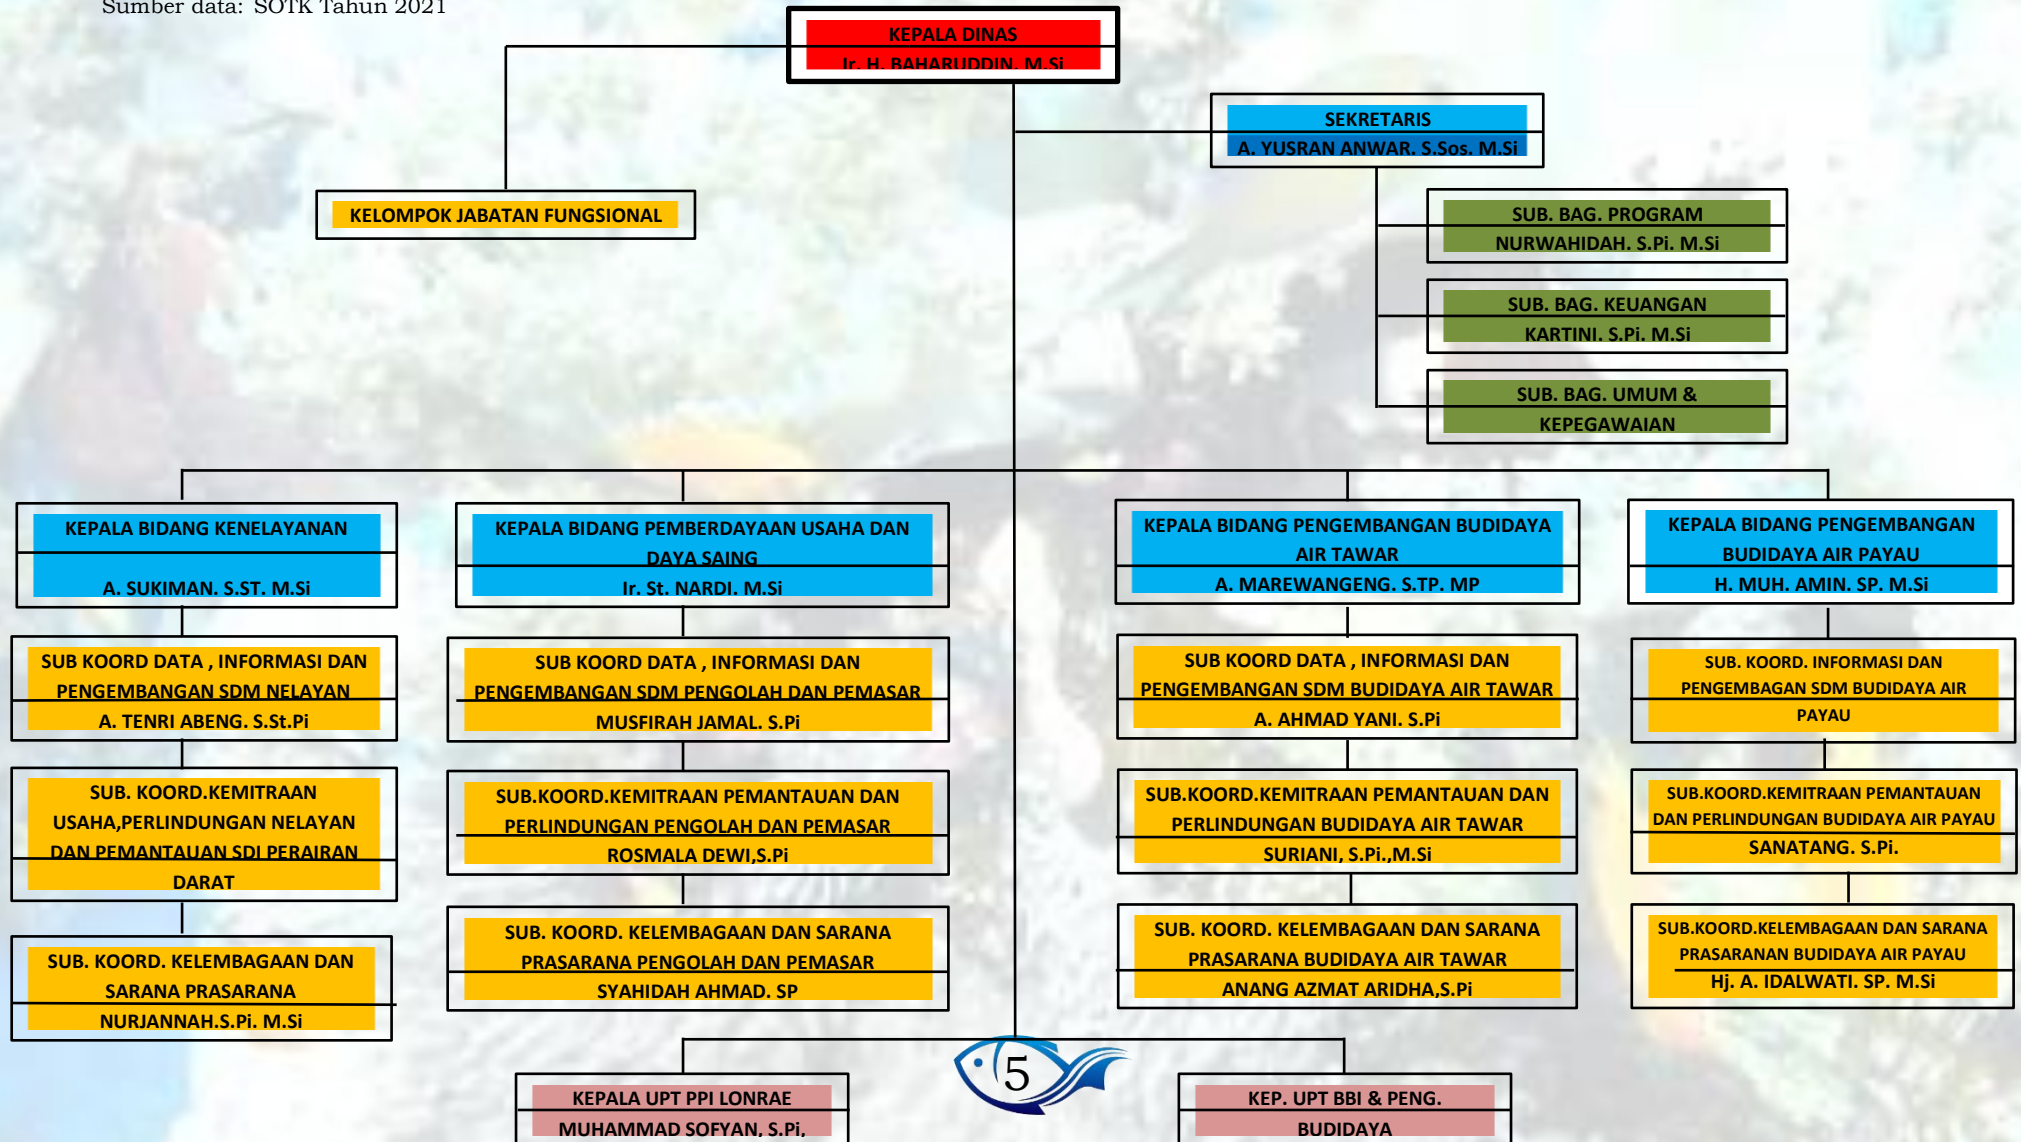 Sumber data: SOTK Tahun 2021
KEPALA DINAS
Ir. H. BAHARUDDIN. M.Si
SEKRETARIS
A. YUSRAN ANWAR. S.Sos. M.Si
KELOMPOK JABATAN FUNGSIONAL
SUB. BAG. PROGRAM
NURWAHIDAH. S.Pi. M.Si
SUB. BAG. KEUANGAN
KARTINI. S.Pi. M.Si
SUB. BAG. UMUM &
KEPEGAWAIAN
KEPALA BIDANG KENELAYANAN
A. SUKIMAN. S.ST. M.Si
KEPALA BIDANG PEMBERDAYAAN USAHA DAN
DAYA SAING
Ir. St. NARDI. M.Si
KEPALA BIDANG PENGEMBANGAN BUDIDAYA
AIR TAWAR
A. MAREWANGENG. S.TP. MP
KEPALA BIDANG PENGEMBANGAN
BUDIDAYA AIR PAYAU
H. MUH. AMIN. SP. M.Si
SUB KOORD DATA , INFORMASI DAN
PENGEMBANGAN SDM NELAYAN
A. TENRI ABENG. S.St.Pi
SUB KOORD DATA , INFORMASI DAN
PENGEMBANGAN SDM PENGOLAH DAN PEMASAR
MUSFIRAH JAMAL. S.Pi
SUB KOORD DATA , INFORMASI DAN
PENGEMBANGAN SDM BUDIDAYA AIR TAWAR
A. AHMAD YANI. S.Pi
SUB. KOORD. INFORMASI DAN
PENGEMBAGAN SDM BUDIDAYA AIR
PAYAU
SUB. KOORD.KEMITRAAN
USAHA,PERLINDUNGAN NELAYAN
DAN PEMANTAUAN SDI PERAIRAN
DARAT
SUB.KOORD.KEMITRAAN PEMANTAUAN DAN
PERLINDUNGAN PENGOLAH DAN PEMASAR
ROSMALA DEWI,S.Pi
SUB.KOORD.KEMITRAAN PEMANTAUAN DAN
PERLINDUNGAN BUDIDAYA AIR TAWAR
SURIANI, S.Pi.,M.Si
SUB.KOORD.KEMITRAAN PEMANTAUAN
DAN PERLINDUNGAN BUDIDAYA AIR PAYAU
SANATANG. S.Pi.
SUB. KOORD. KELEMBAGAAN DAN
SARANA PRASARANA
NURJANNAH.S.Pi. M.Si
SUB. KOORD. KELEMBAGAAN DAN SARANA
PRASARANA PENGOLAH DAN PEMASAR
SYAHIDAH AHMAD. SP
SUB. KOORD. KELEMBAGAAN DAN SARANA
PRASARANA BUDIDAYA AIR TAWAR
ANANG AZMAT ARIDHA,S.Pi
SUB.KOORD.KELEMBAGAAN DAN SARANA
PRASARANAN BUDIDAYA AIR PAYAU
Hj. A. IDALWATI. SP. M.Si
5
KEPALA UPT PPI LONRAE
MUHAMMAD SOFYAN, S.Pi,
KEP. UPT BBI & PENG.
BUDIDAYA